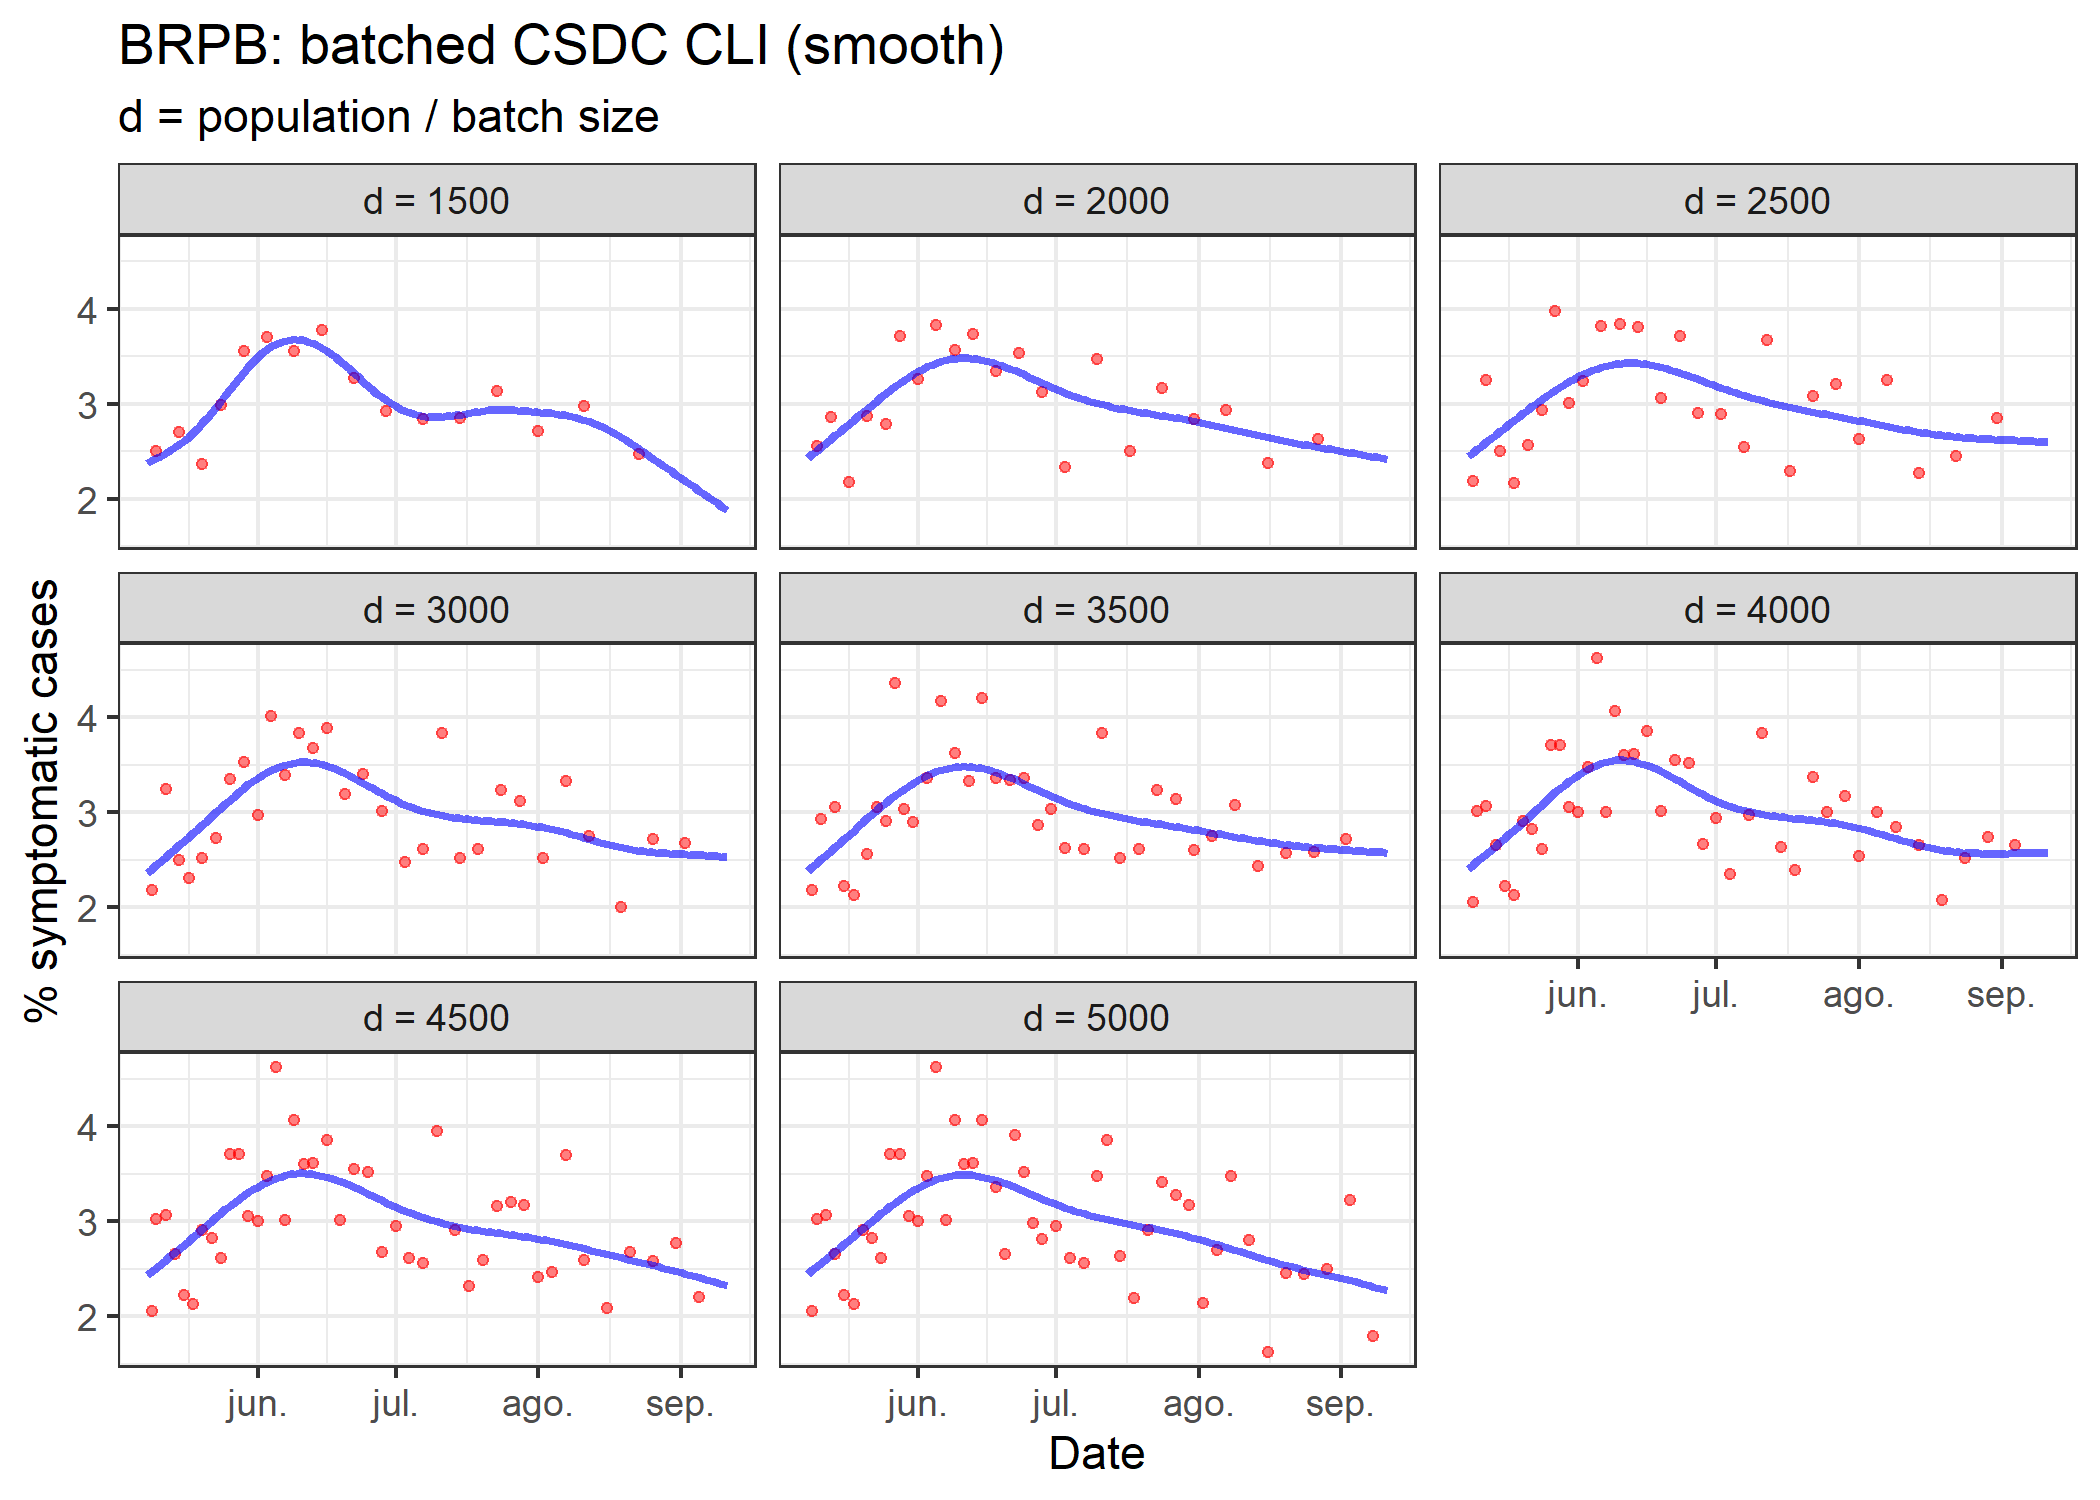 BRPB: batched CSDC CLI (smooth)
d = population / batch size
d = 1500
d = 2000
d = 2500
4
3
2
d = 3000
d = 3500
d = 4000
4
3
2
jun.
jul.
ago.
sep.
d = 4500
d = 5000
4
3
2
jun.
jul.
ago.
sep.
jun.
jul.
ago.
sep.
Date
% symptomatic cases